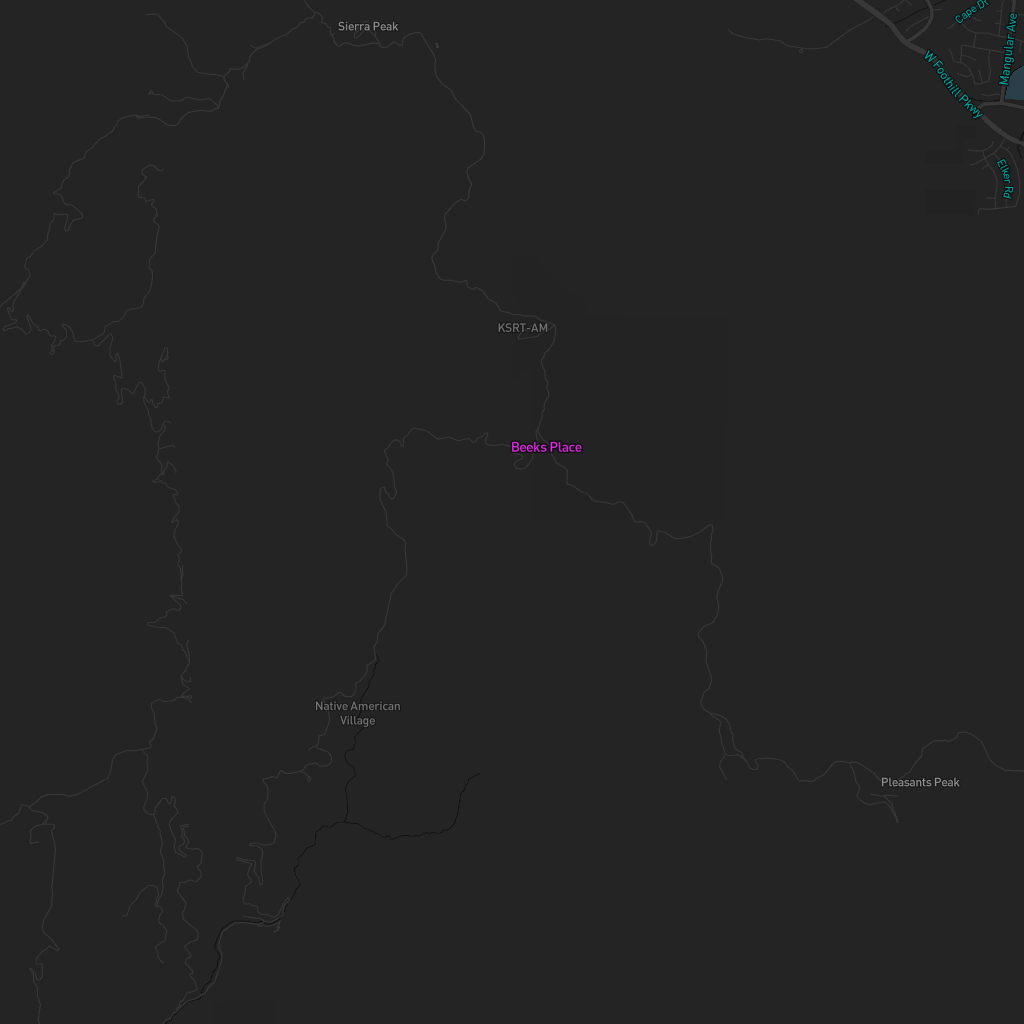 Sierra Peak
Cape Dr
Mangular Ave
W Foothill Pkwy
Elker Rd
KSRT-AM
Beeks Place
Native American
Village
Pleasants Peak